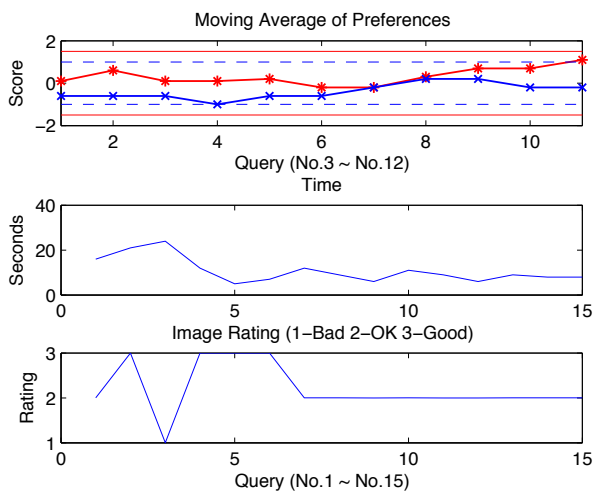 Moving Average of Preferences
2
0
−2
Score
2
4
6
8
10
Query (No.3 ~ No.12)
Time
40
20
0
Seconds
0
5
10
15
Image Rating (1−Bad 2−OK 3−Good)
3
2
1
Rating
0
5
10
15
Query (No.1 ~ No.15)